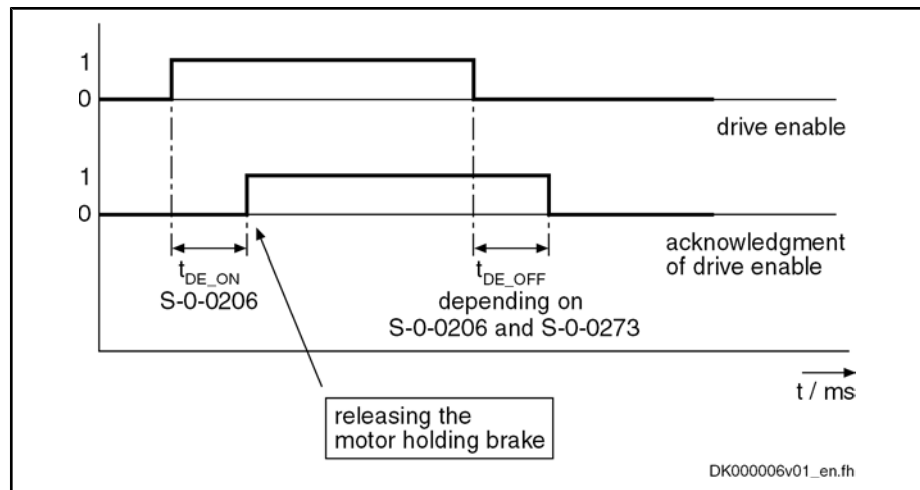 1
0
drive enable
1
0
acknowledgment
of drive enable
tDE_ON
S-0-0206
tDE_OFF
depending on
S-0-0206 and S-0-0273
t / ms
releasing the
motor holding brake
DK000006v01_en.fh